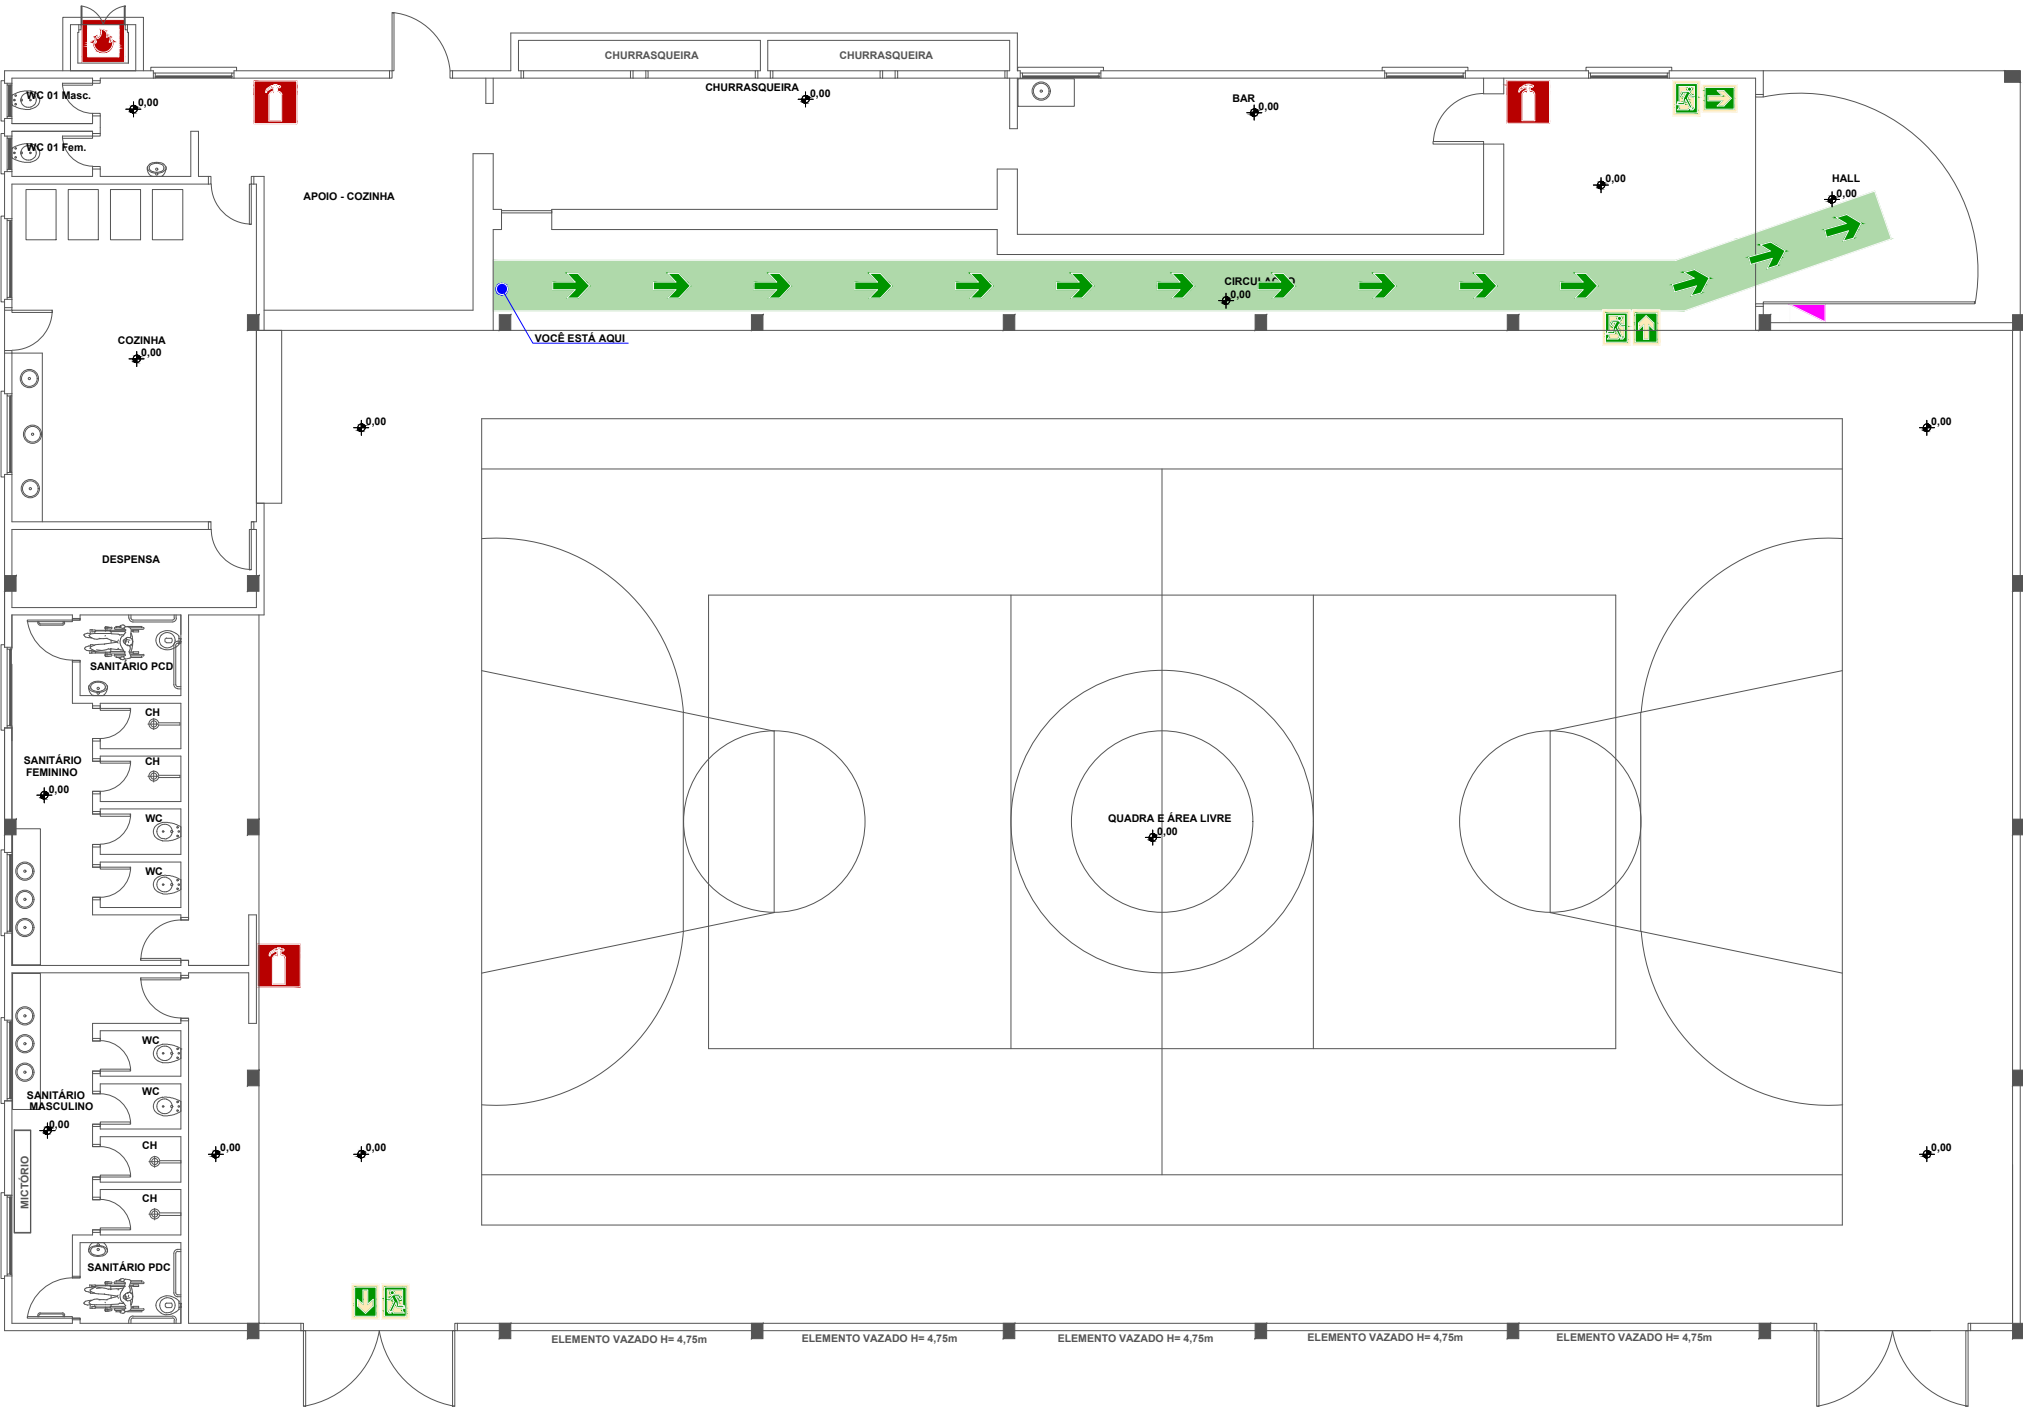 CHURRASQUEIRA
CHURRASQUEIRA
CHURRASQUEIRA
0,00
WC 01 Masc.
0,00
BAR
0,00
WC 01 Fem.
APOIO - COZINHA
0,00
HALL
0,00
0,00
VOCÊ ESTÁ AQUI
COZINHA
0,00
0,00
0,00
DESPENSA
SANITÁRIO PCD
CH
SANITÁRIO
FEMININO
0,00
CH
WC
WC
QUADRA E ÁREA LIVRE
0,00
WC
WC
SANITÁRIO
MASCULINO
0,00
CH
0,00
0,00
0,00
MICTÓRIO
CH
SANITÁRIO PDC
ELEMENTO VAZADO H= 4,75m
ELEMENTO VAZADO H= 4,75m
ELEMENTO VAZADO H= 4,75m
ELEMENTO VAZADO H= 4,75m
ELEMENTO VAZADO H= 4,75m